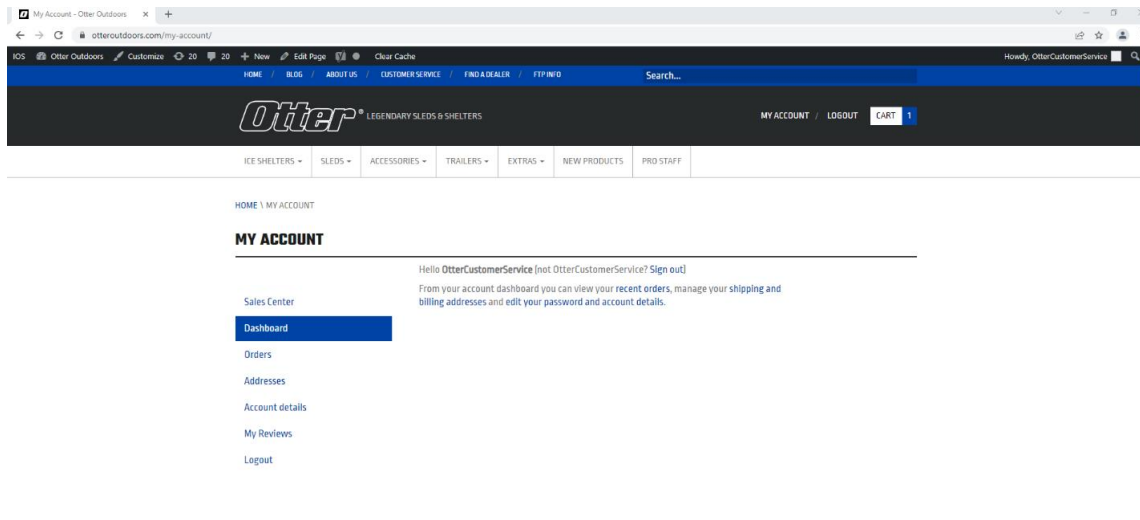 My Account - Otter Outdoors
otteroutdoors.com/my-account/
IOS Otter Outdoors Customize 20 20 New Edit Page Clear Cache Howdy, OtterCustomerService
HOME / BLOG / ABOUT US / CUSTOMER SERVICE / FIND A DEALER / FTP INFO Search...
Otter® LEGENDARY SLEDS & SHELTERS MY ACCOUNT / LOGOUT CART 1
ICE SHELTERS SLEDS ACCESSORIES TRAILERS EXTRAS NEW PRODUCTS PRO STAFF
HOME \ MY ACCOUNT
MY ACCOUNT
Hello OtterCustomerService (not OtterCustomerService? Sign out)
From your account dashboard you can view your recent orders, manage your shipping and
billing addresses and edit your password and account details.
Sales Center
Dashboard
Orders
Addresses
Account details
My Reviews
Logout